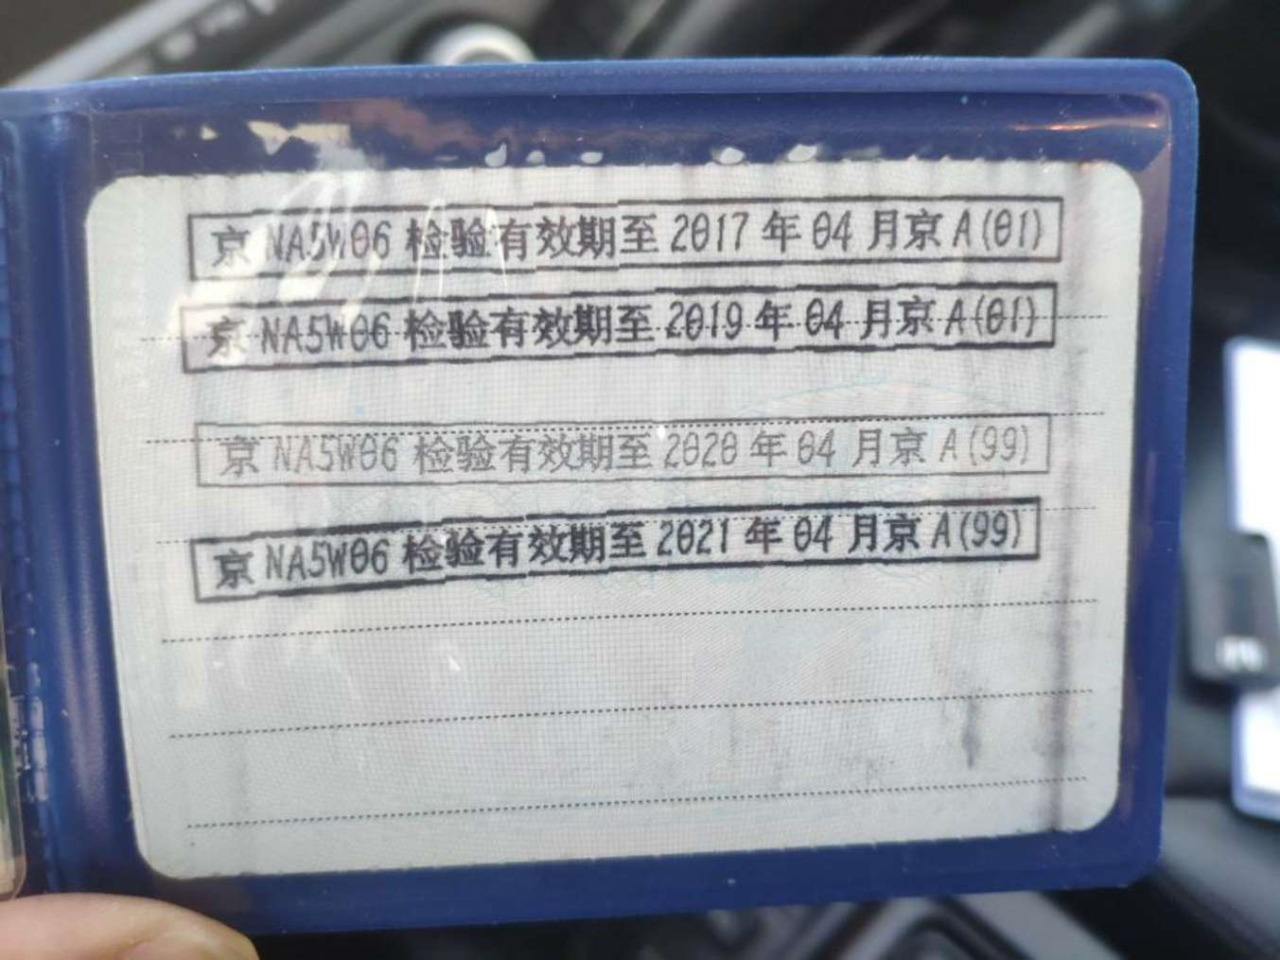 京 NA5W06 检验有效期至 2017 年 04 月京 A(01)
京 NA5W06 检验有效期至 2019 年 04 月京 A(01)
京 NA5W06 检验有效期至 2020 年 04 月京 A(99)
京 NA5W06 检验有效期至 2021 年 04 月京 A(99)